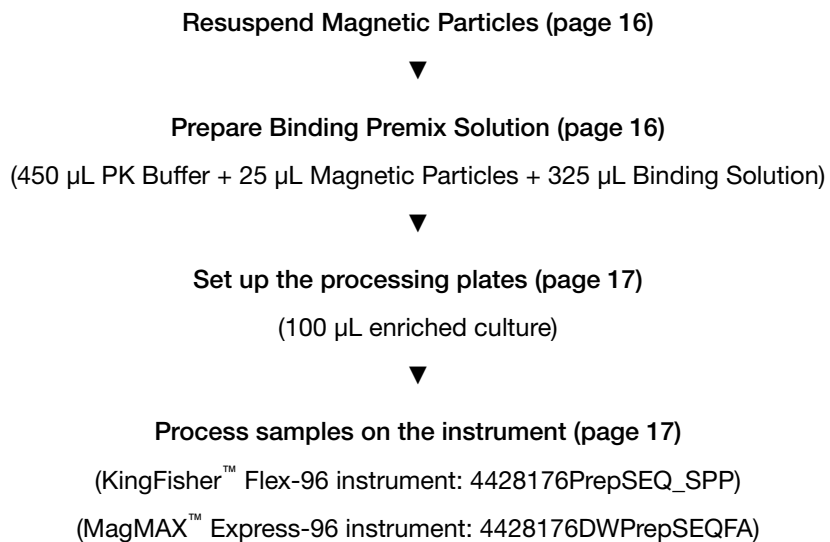 Resuspend Magnetic Particles (page 16)
▼
Prepare Binding Premix Solution (page 16)
(450 µL PK Buffer + 25 µL Magnetic Particles + 325 µL Binding Solution)
▼
Set up the processing plates (page 17)
(100 µL enriched culture)
▼
Process samples on the instrument (page 17)
(KingFisher™ Flex-96 instrument: 4428176PrepSEQ_SPP)
(MagMAX™ Express-96 instrument: 4428176DWPrepSEQFA)